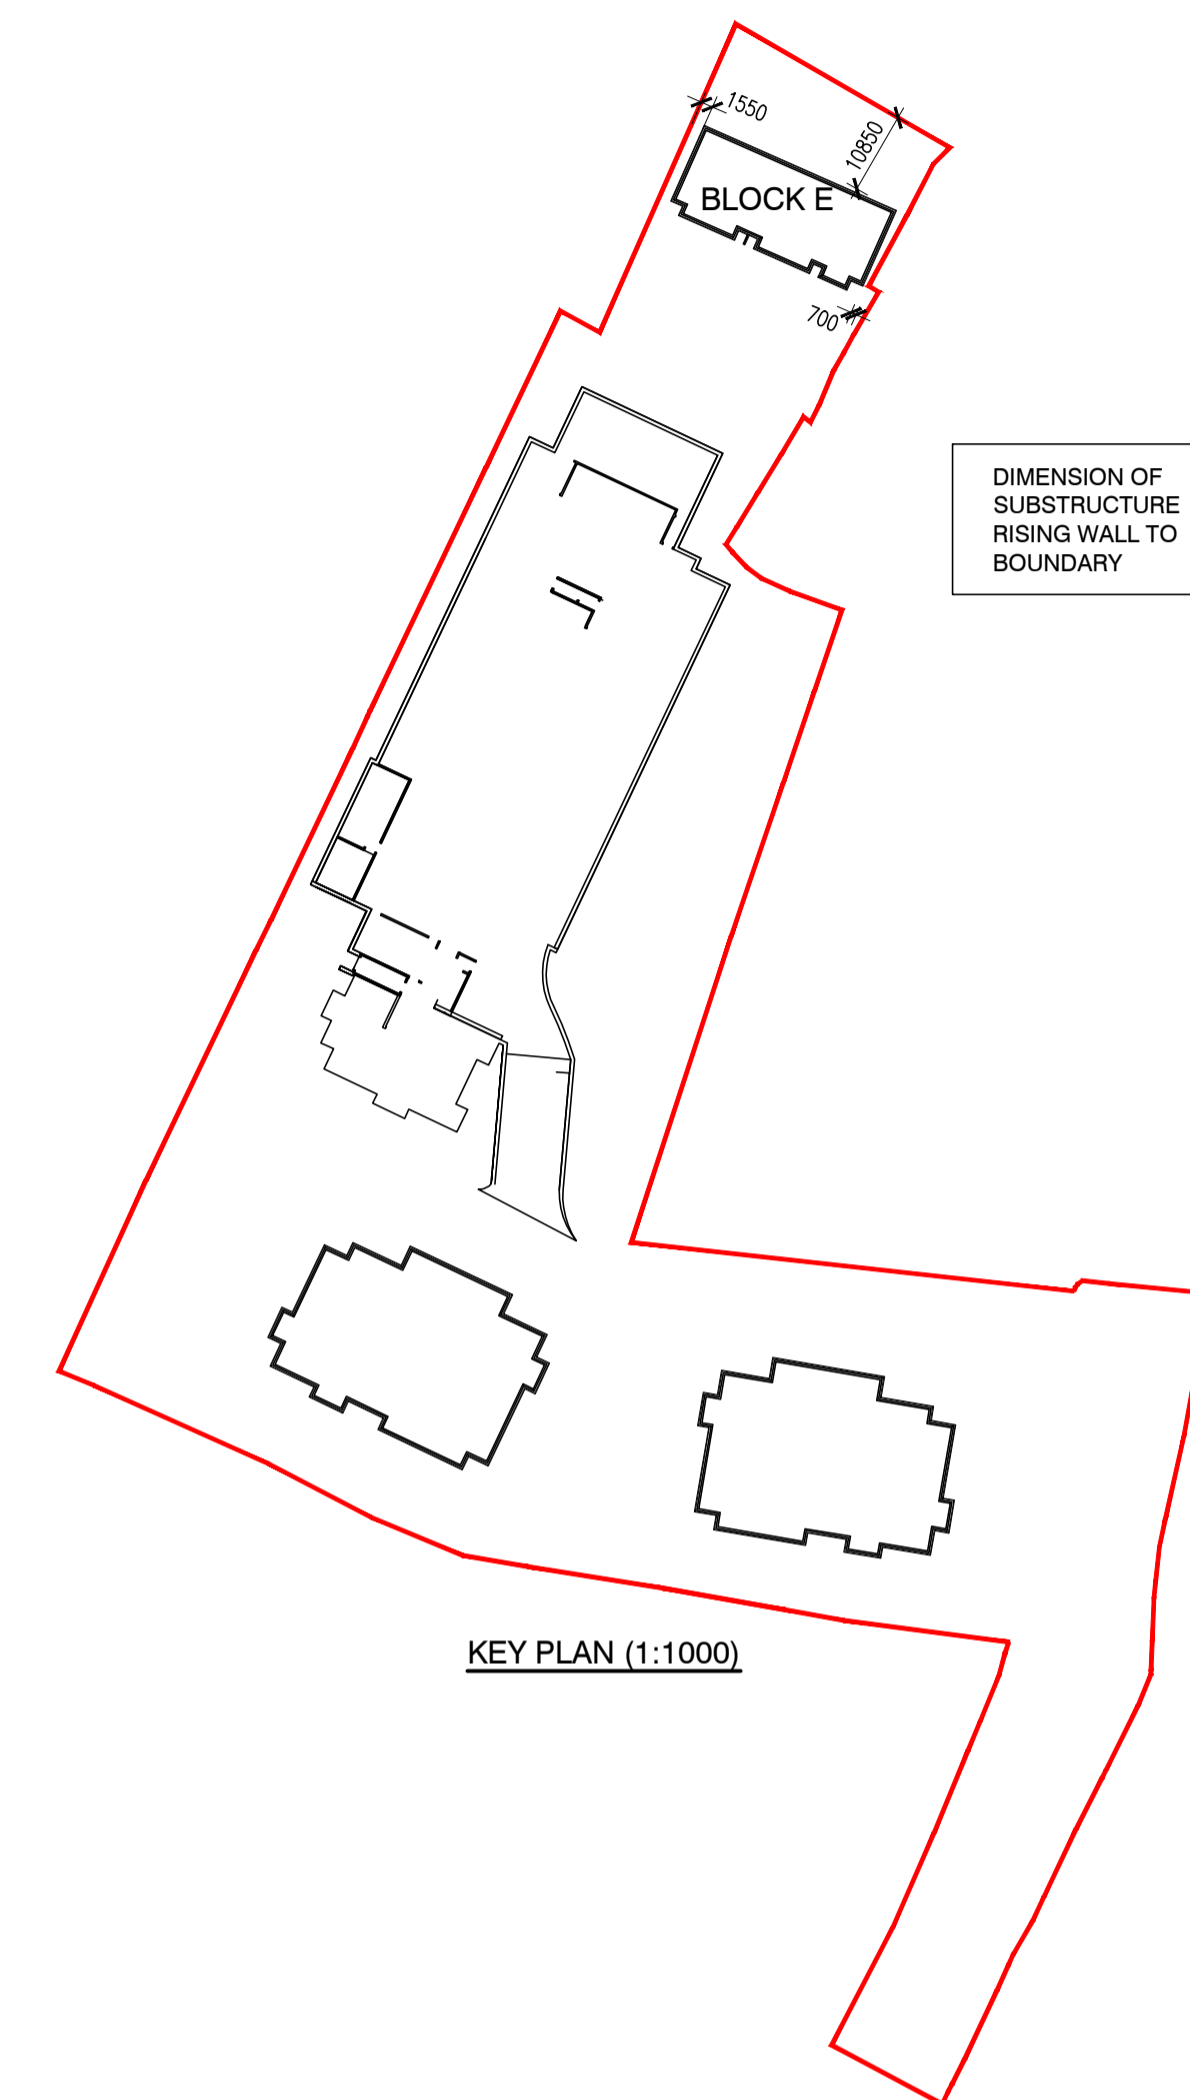 1550
10850
BLOCK E
700
DIMENSION OF
SUBSTRUCTURE
RISING WALL TO
BOUNDARY
KEY PLAN (1:1000)